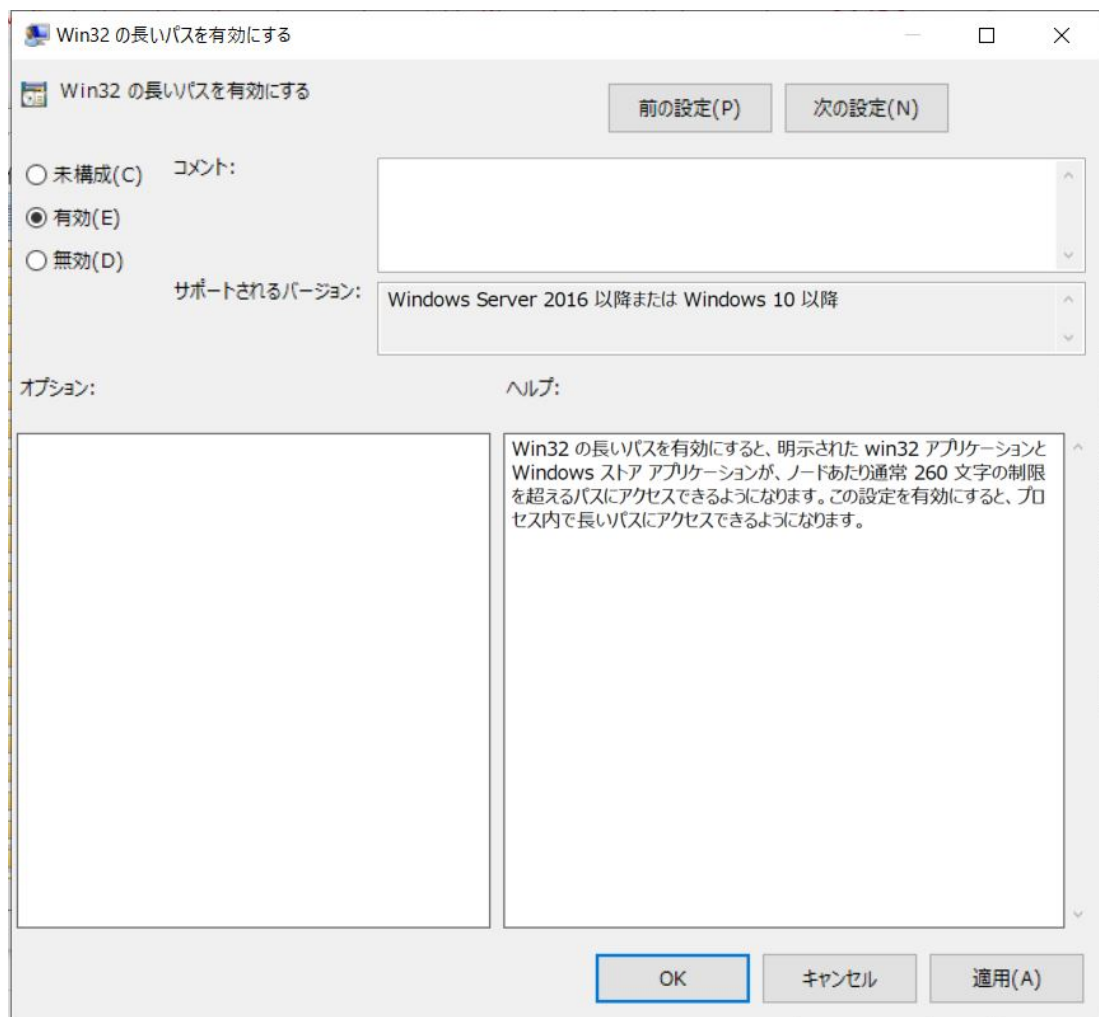 Win32 の長いパスを有効にする
Win32 の長いパスを有効にする
前の設定(P)
次の設定(N)
未構成(C)
有効(E)
無効(D)
コメント:
サポートされるバージョン:
Windows Server 2016 以降または Windows 10 以降
オプション:
ヘルプ:
Win32 の長いパスを有効にすると、明示された win32 アプリケーションと
Windows ストア アプリケーションが、ノードあたり通常 260 文字の制限
を超えるパスにアクセスできるようになります。この設定を有効にすると、プロ
セス内で長いパスにアクセスできるようになります。
OK
キャンセル
適用(A)